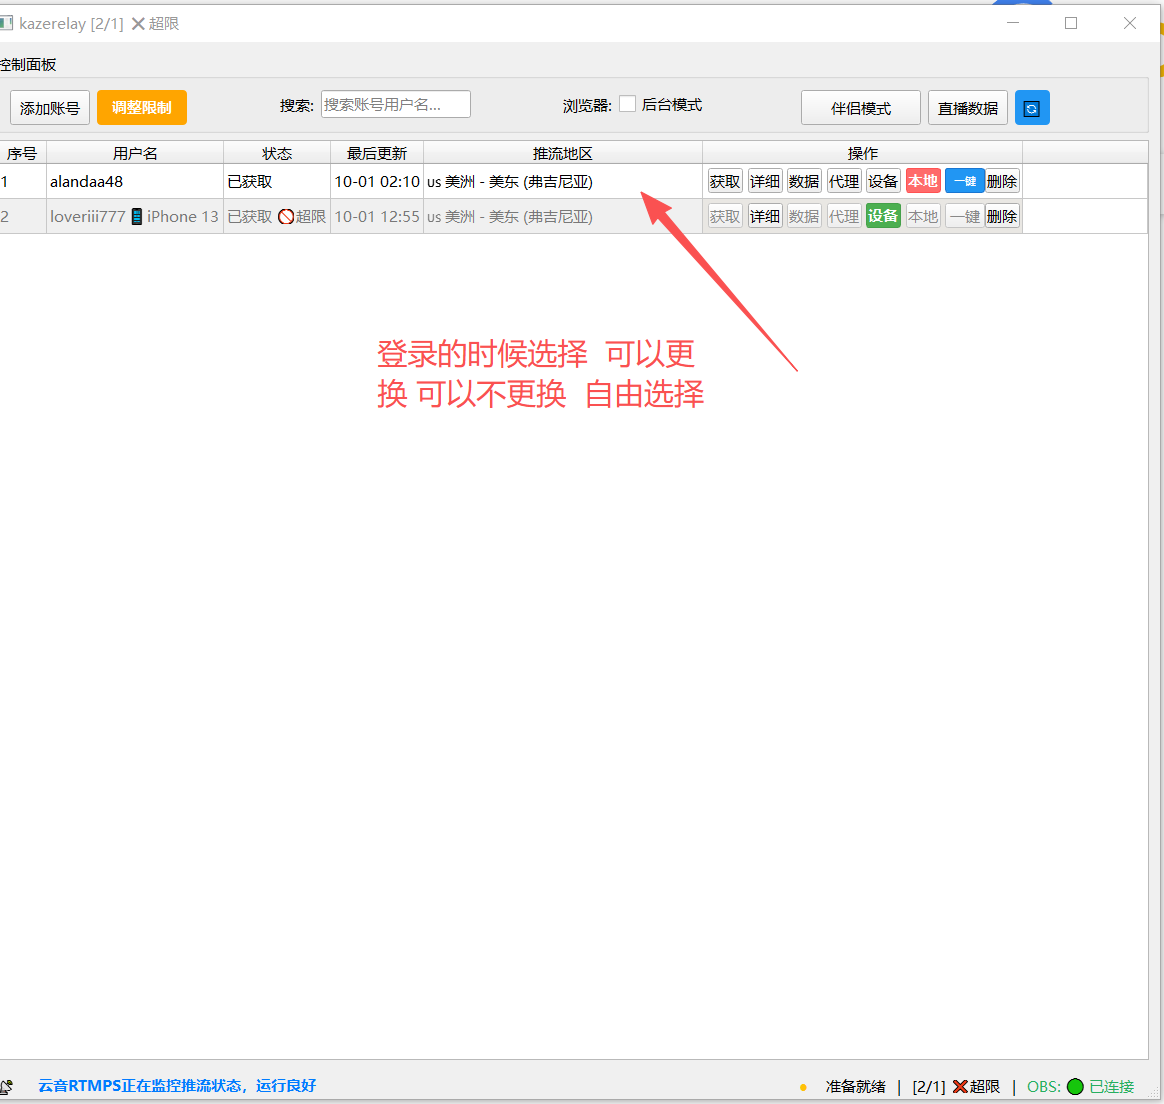 kazerelay [2/1] ❌超限
控制面板
添加账号 调整限制 搜索: 搜索账号用户名... 浏览器: 后台模式 伴侣模式 直播数据
序号 用户名 状态 最后更新 推流地区 操作
1 alandaa48 已获取 10-01 02:10 us 美洲 - 美东 (弗吉尼亚) 获取 详细 数据 代理 设备 本地 一键 删除
2 loveriii777 📱 iPhone 13 已获取 🚫超限 10-01 12:55 us 美洲 - 美东 (弗吉尼亚) 获取 详细 数据 代理 设备 本地 一键 删除
登录的时候选择 可以更
换 可以不更换 自由选择
云音RTMPS正在监控推流状态，运行良好 准备就绪 | [2/1] ❌超限 | OBS: 已连接